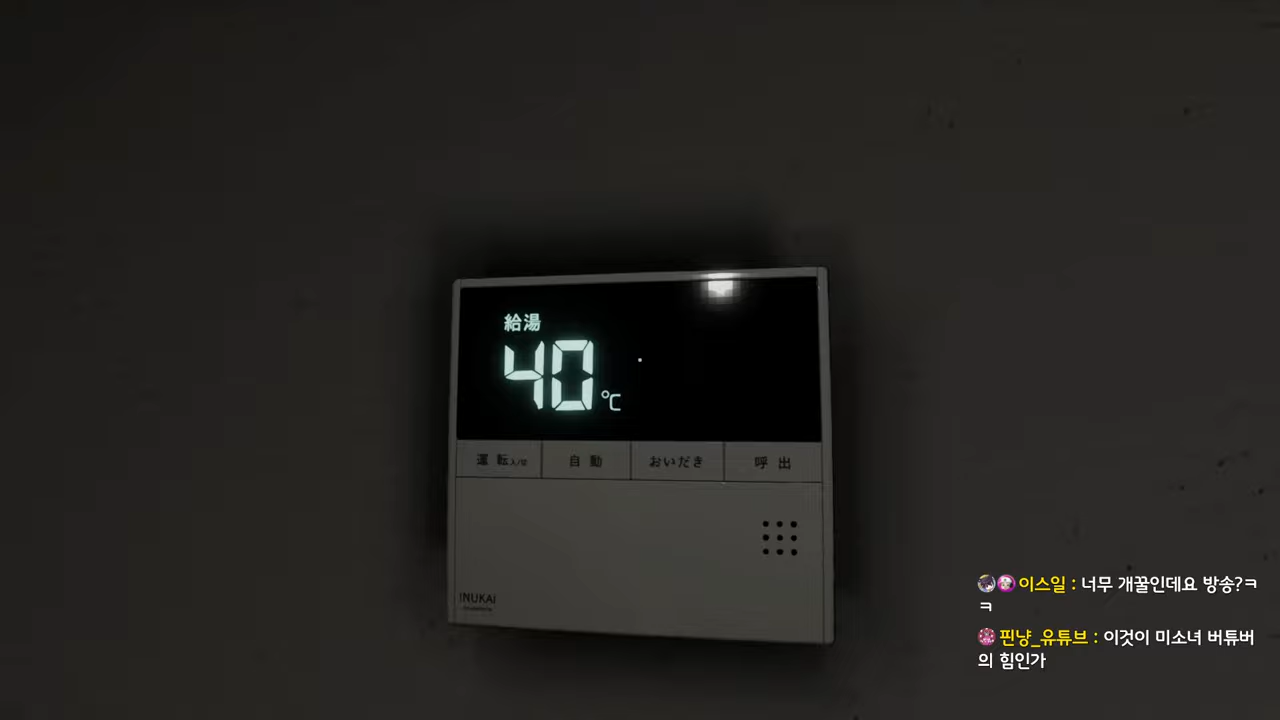 給湯
40℃
運転入/切 自動 おいだき 呼出
INUKAI
이스일 : 너무 개꿀인데요 방송?ㅋ
ㅋ
핀냥_유튜브 : 이것이 미소녀 버튜버
의 힘인가